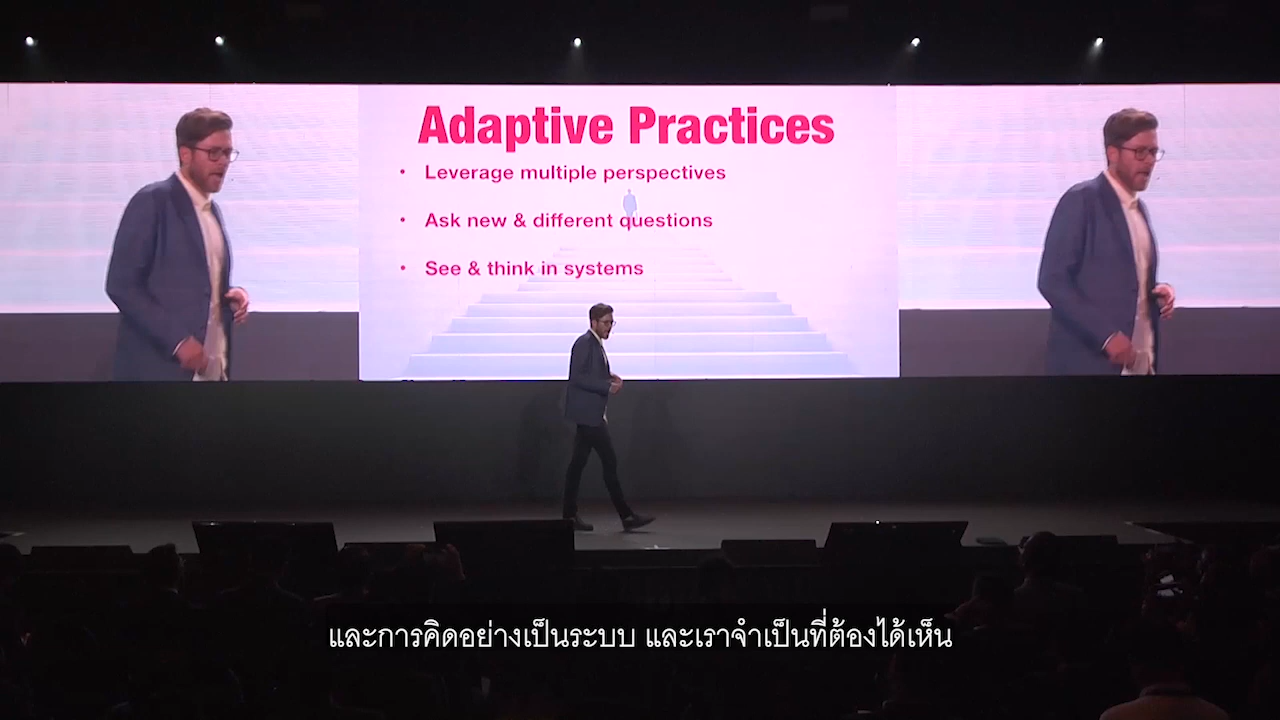 Adaptive Practices
• Leverage multiple perspectives
• Ask new & different questions
• See & think in systems
และการคิดอย่างเป็นระบบ และเราจำเป็นที่ต้องได้เห็น